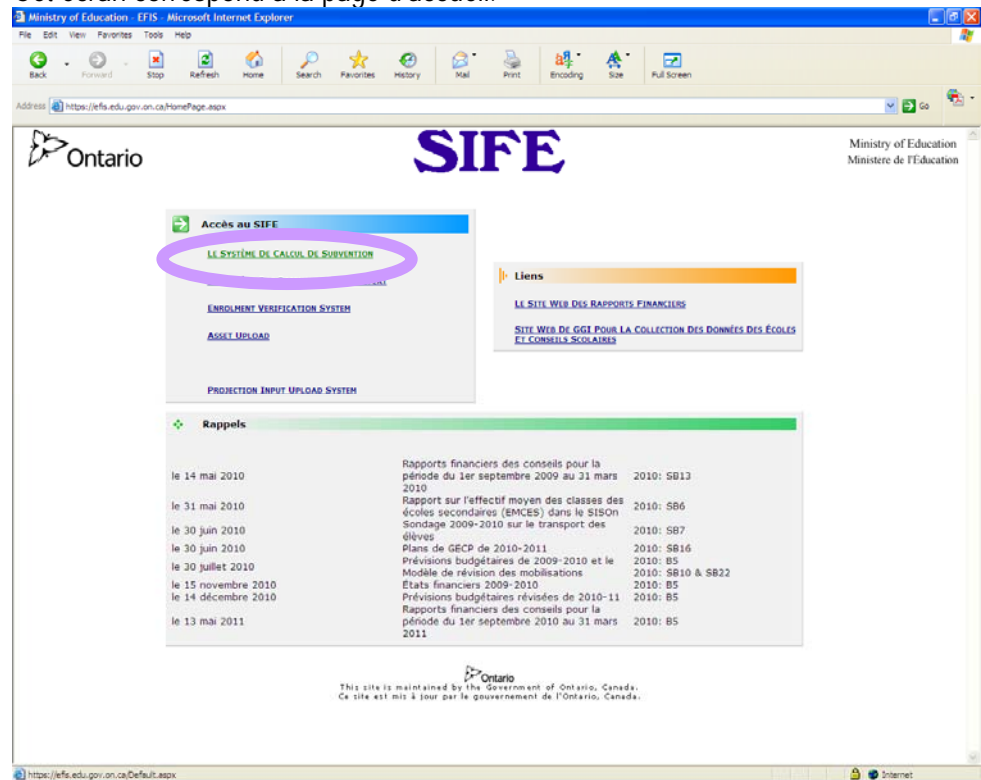 Ministry of Education - EFIS - Microsoft Internet Explorer
File Edit View Favorites Tools Help
Back Forward Stop Refresh Home Search Favorites History Mail Print Encoding Size Full Screen
Address https://efis.edu.gov.on.ca/HomePage.aspx Go
Ontario
SIFE
Ministry of Education
Ministere de l'Éducation
Accès au SIFE
LE SYSTÈME DE CALCUL DE SUBVENTION
ENROLMENT VERIFICATION SYSTEM
ASSET UPLOAD
PROJECTION INPUT UPLOAD SYSTEM
Liens
LE SITE WEB DES RAPPORTS FINANCIERS
SITE WEB DE GGI POUR LA COLLECTION DES DONNÉES DES ÉCOLES
ET CONSEILS SCOLAIRES
Rappels
le 14 mai 2010 Rapports financiers des conseils pour la
période du 1er septembre 2009 au 31 mars 2010: SB13
2010
le 31 mai 2010 Rapport sur l'effectif moyen des classes des
écoles secondaires (EMCES) dans le SISOn 2010: SB6
le 30 juin 2010 Sondage 2009-2010 sur le transport des
élèves 2010: SB7
le 30 juin 2010 Plans de GECP de 2010-2011 2010: SB16
le 30 juillet 2010 Prévisions budgétaires de 2009-2010 et le 2010: B5
Modèle de révision des mobilisations 2010: SB10 & SB22
le 15 novembre 2010 États financiers 2009-2010 2010: B5
le 14 décembre 2010 Prévisions budgétaires révisées de 2010-11 2010: B5
le 13 mai 2011 Rapports financiers des conseils pour la
période du 1er septembre 2010 au 31 mars 2010: B5
2011
Ontario
This site is maintained by the Government of Ontario, Canada.
Ce site est mis à jour par le gouvernement de l'Ontario, Canada.
https://efis.edu.gov.on.ca/Default.aspx Internet